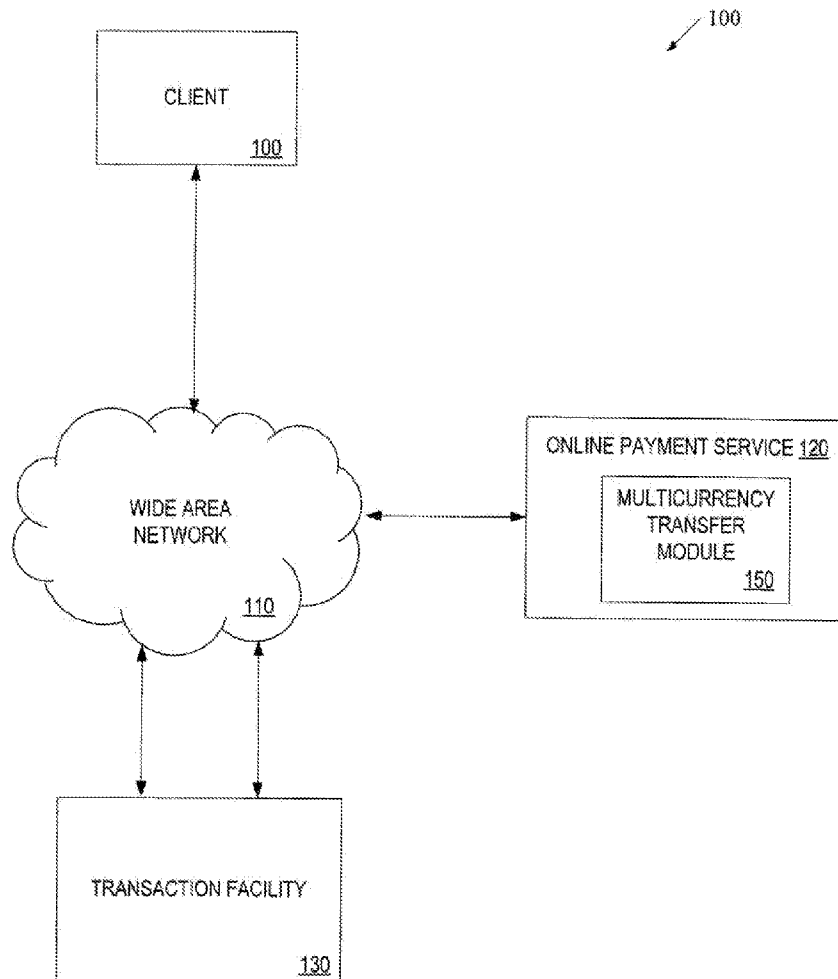 100
CLIENT
100
WIDE AREA
NETWORK
110
ONLINE PAYMENT SERVICE 120
MULTICURRENCY
TRANSFER
MODULE
150
TRANSACTION FACILITY
130